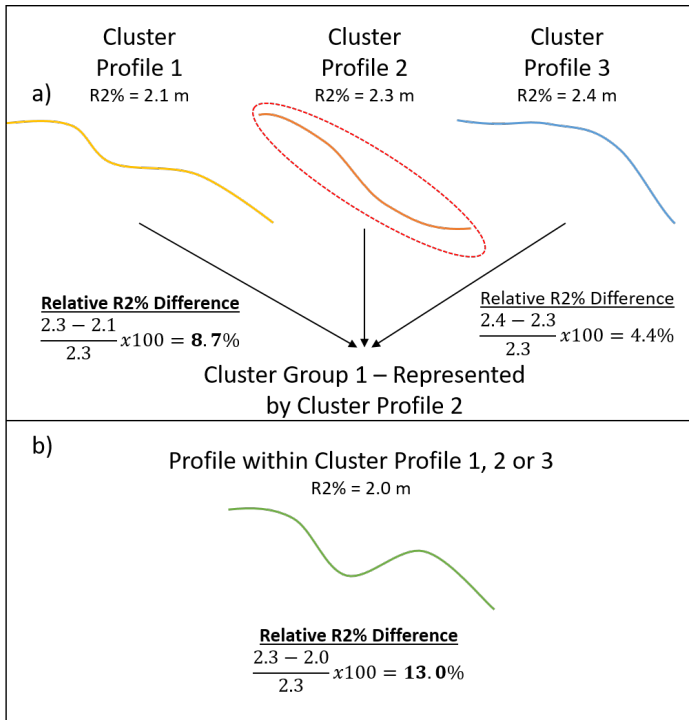 a)
Cluster
Profile 1
R2% = 2.1 m
Cluster
Profile 2
R2% = 2.3 m
Cluster
Profile 3
R2% = 2.4 m
Relative R2% Difference
2.3 − 2.1
2.3
x100 = 8.7%
Relative R2% Difference
2.4 − 2.3
2.3
x100 = 4.4%
Cluster Group 1 – Represented
by Cluster Profile 2
b)
Profile within Cluster Profile 1, 2 or 3
R2% = 2.0 m
Relative R2% Difference
2.3 − 2.0
2.3
x100 = 13.0%